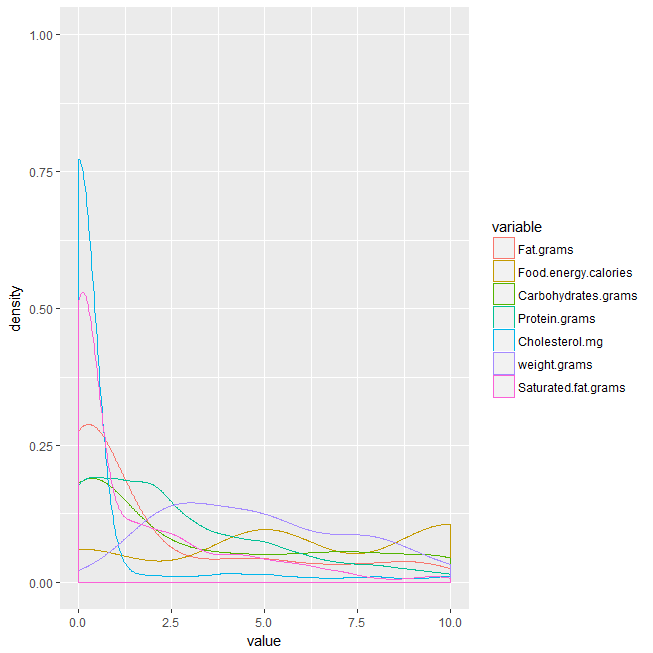 1.00
0.75
0.50
0.25
0.00
density
0.0 2.5 5.0 7.5 10.0
value
variable
Fat.grams
Food.energy.calories
Carbohydrates.grams
Protein.grams
Cholesterol.mg
weight.grams
Saturated.fat.grams